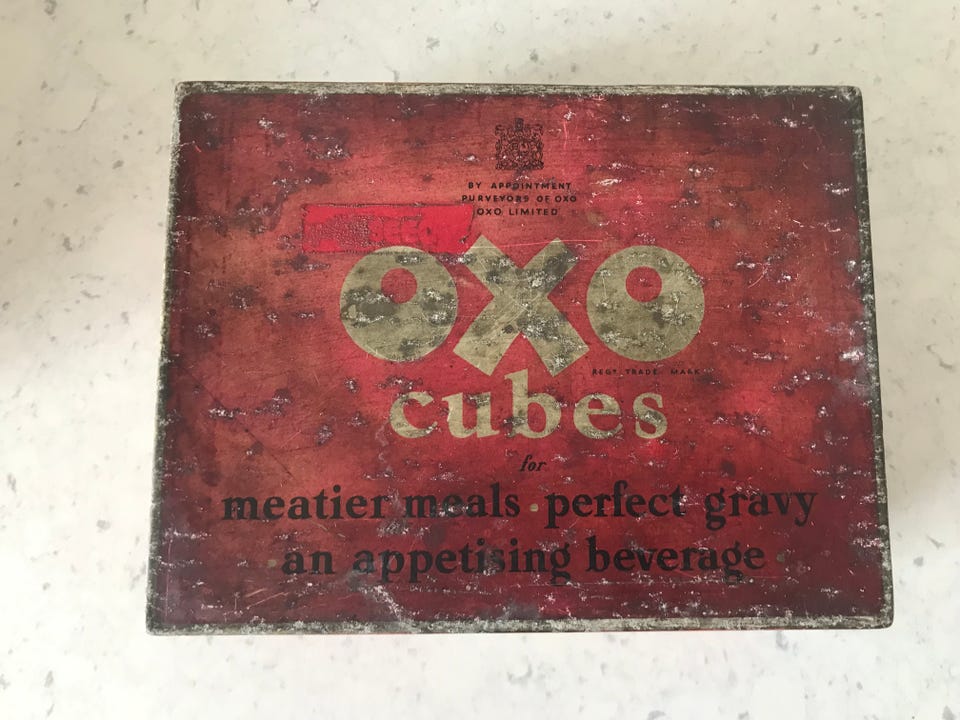 BY APPOINTMENT
PURVEYORS OF OXO
OXO LIMITED
OXO
REGD. TRADE MARK
cubes
for
meatier meals · perfect gravy
· an appetising beverage ·